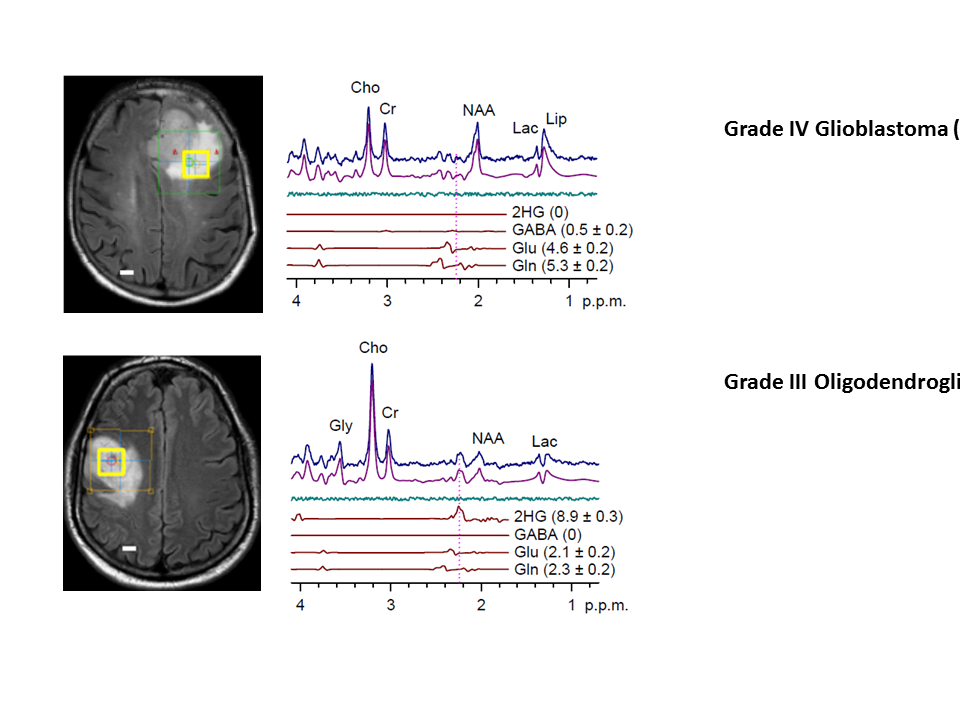 Cho
Cr
NAA
Lac
Lip
Grade IV Glioblastoma (
2HG (0)
GABA (0.5 ± 0.2)
Glu (4.6 ± 0.2)
Gln (5.3 ± 0.2)
4 3 2 1 p.p.m.
Cho
Gly
Cr
NAA
Lac
Grade III Oligodendrogli
2HG (8.9 ± 0.3)
GABA (0)
Glu (2.1 ± 0.2)
Gln (2.3 ± 0.2)
4 3 2 1 p.p.m.